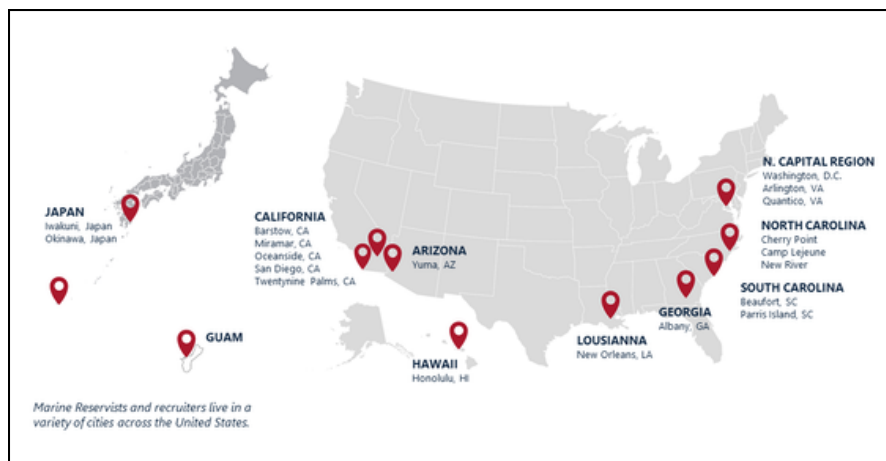 JAPAN
Iwakuni, Japan
Okinawa, Japan
GUAM
Marine Reservists and recruiters live in a
variety of cities across the United States.
CALIFORNIA
Barstow, CA
Miramar, CA
Oceanside, CA
San Diego, CA
Twentynine Palms, CA
ARIZONA
Yuma, AZ
HAWAII
Honolulu, HI
LOUSIANNA
New Orleans, LA
GEORGIA
Albany, GA
N. CAPITAL REGION
Washington, D.C.
Arlington, VA
Quantico, VA
NORTH CAROLINA
Cherry Point
Camp Lejeune
New River
SOUTH CAROLINA
Beaufort, SC
Parris Island, SC